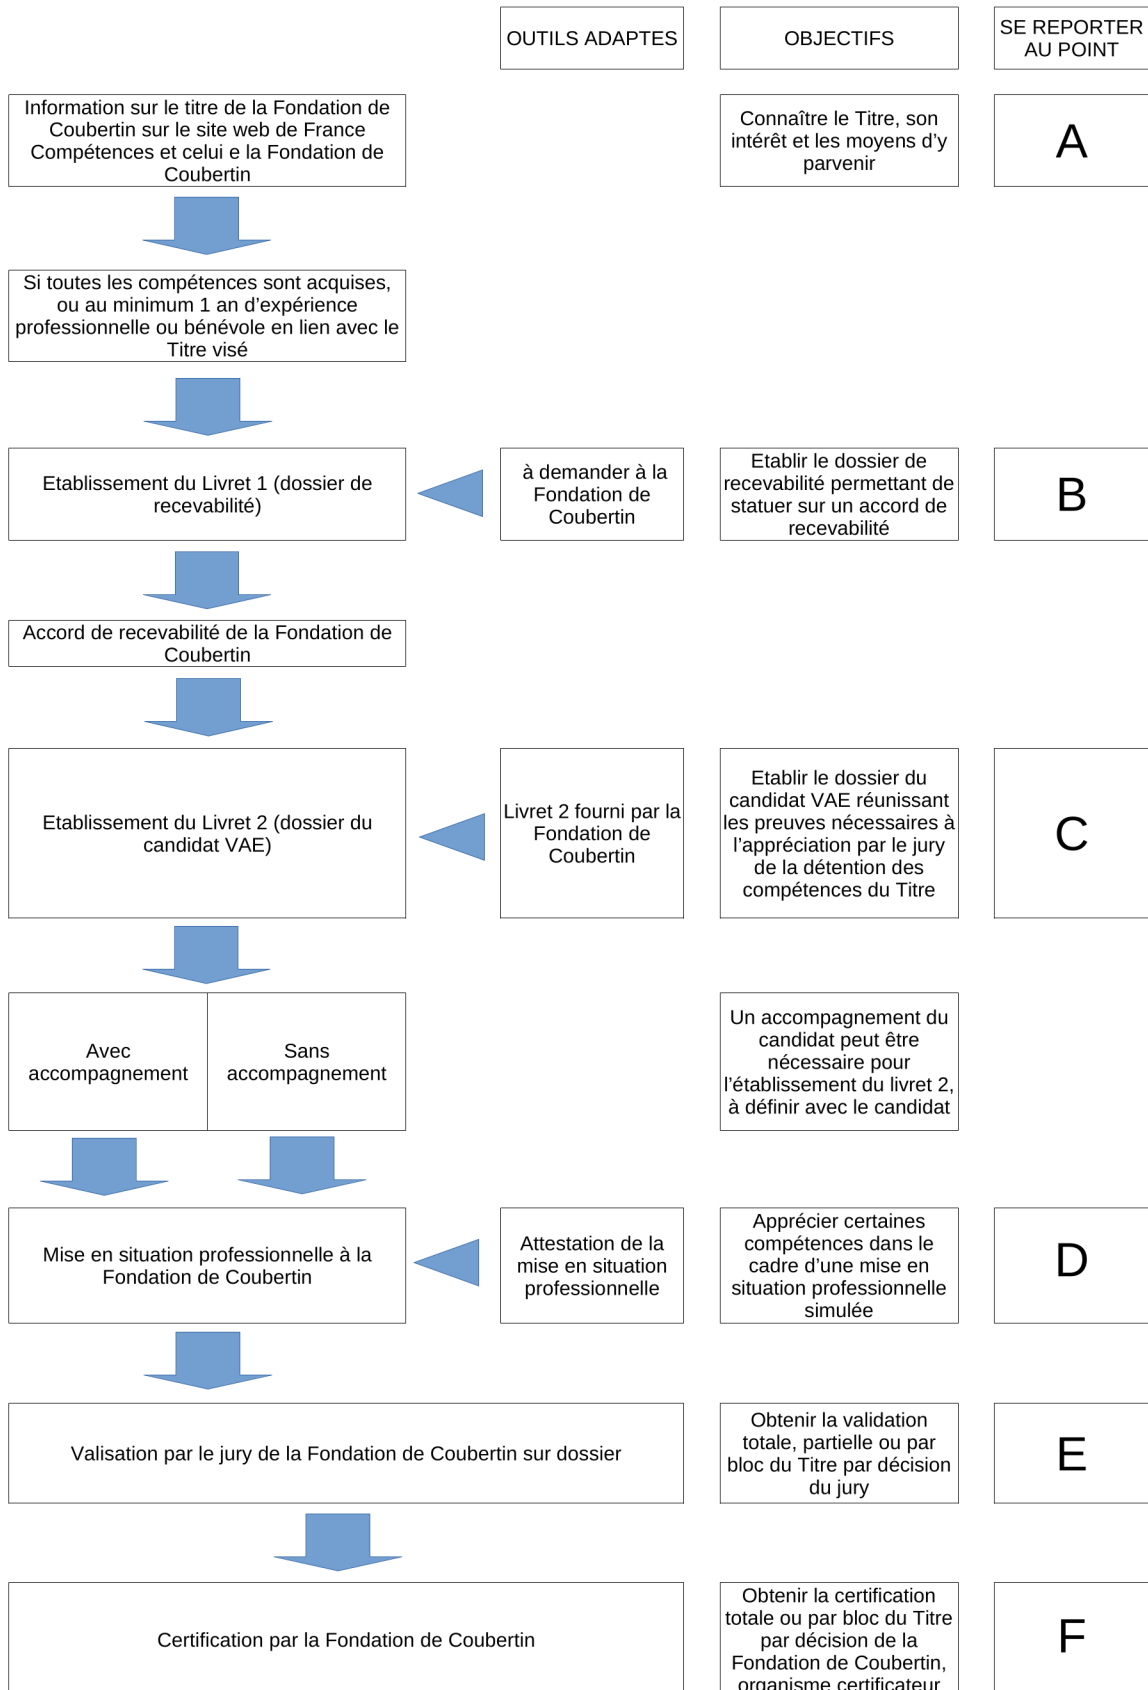 OUTILS ADAPTES
OBJECTIFS
SE REPORTER
AU POINT
Information sur le titre de la Fondation de
Coubertin sur le site web de France
Compétences et celui e la Fondation de
Coubertin
Connaître le Titre, son
intérêt et les moyens d’y
parvenir
A
Si toutes les compétences sont acquises,
ou au minimum 1 an d’expérience
professionnelle ou bénévole en lien avec le
Titre visé
Etablissement du Livret 1 (dossier de
recevabilité)
à demander à la
Fondation de
Coubertin
Etablir le dossier de
recevabilité permettant de
statuer sur un accord de
recevabilité
B
Accord de recevabilité de la Fondation de
Coubertin
Etablissement du Livret 2 (dossier du
candidat VAE)
Livret 2 fourni par la
Fondation de
Coubertin
Etablir le dossier du
candidat VAE réunissant
les preuves nécessaires à
l’appréciation par le jury
de la détention des
compétences du Titre
C
Avec
accompagnement
Sans
accompagnement
Un accompagnement du
candidat peut être
nécessaire pour
l’établissement du livret 2,
à définir avec le candidat
Mise en situation professionnelle à la
Fondation de Coubertin
Attestation de la
mise en situation
professionnelle
Apprécier certaines
compétences dans le
cadre d’une mise en
situation professionnelle
simulée
D
Valisation par le jury de la Fondation de Coubertin sur dossier
Obtenir la validation
totale, partielle ou par
bloc du Titre par décision
du jury
E
Certification par la Fondation de Coubertin
Obtenir la certification
totale ou par bloc du Titre
par décision de la
Fondation de Coubertin,
organisme certificateur
F